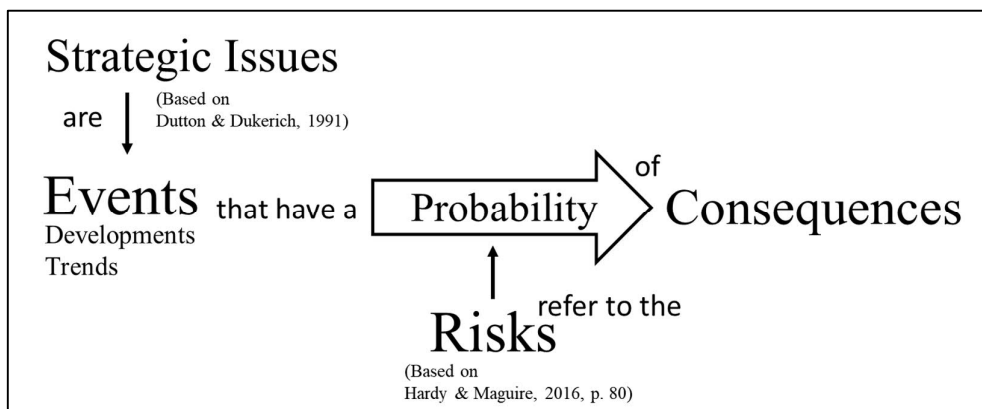 Strategic Issues
are
(Based on
Dutton & Dukerich, 1991)
Events
Developments
Trends
that have a
Probability
of
Consequences
refer to the
Risks
(Based on
Hardy & Maguire, 2016, p. 80)